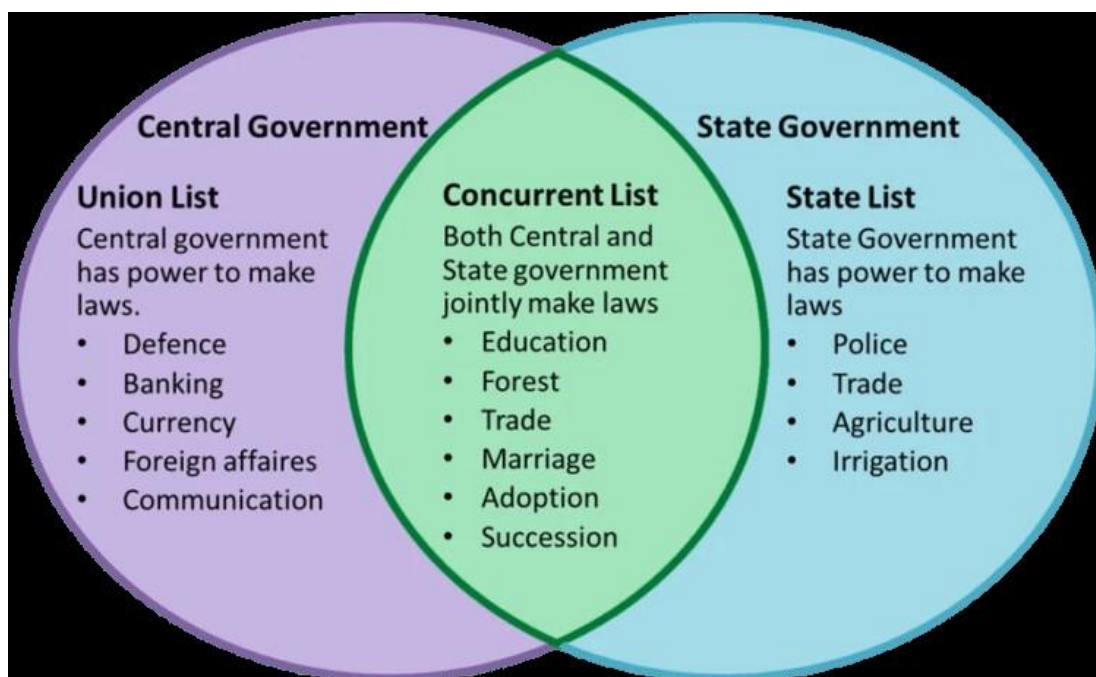 Central Government
State Government
Union List
Central government
has power to make
laws.
• Defence
• Banking
• Currency
• Foreign affaires
• Communication
Concurrent List
Both Central and
State government
jointly make laws
• Education
• Forest
• Trade
• Marriage
• Adoption
• Succession
State List
State Government
has power to make
laws
• Police
• Trade
• Agriculture
• Irrigation